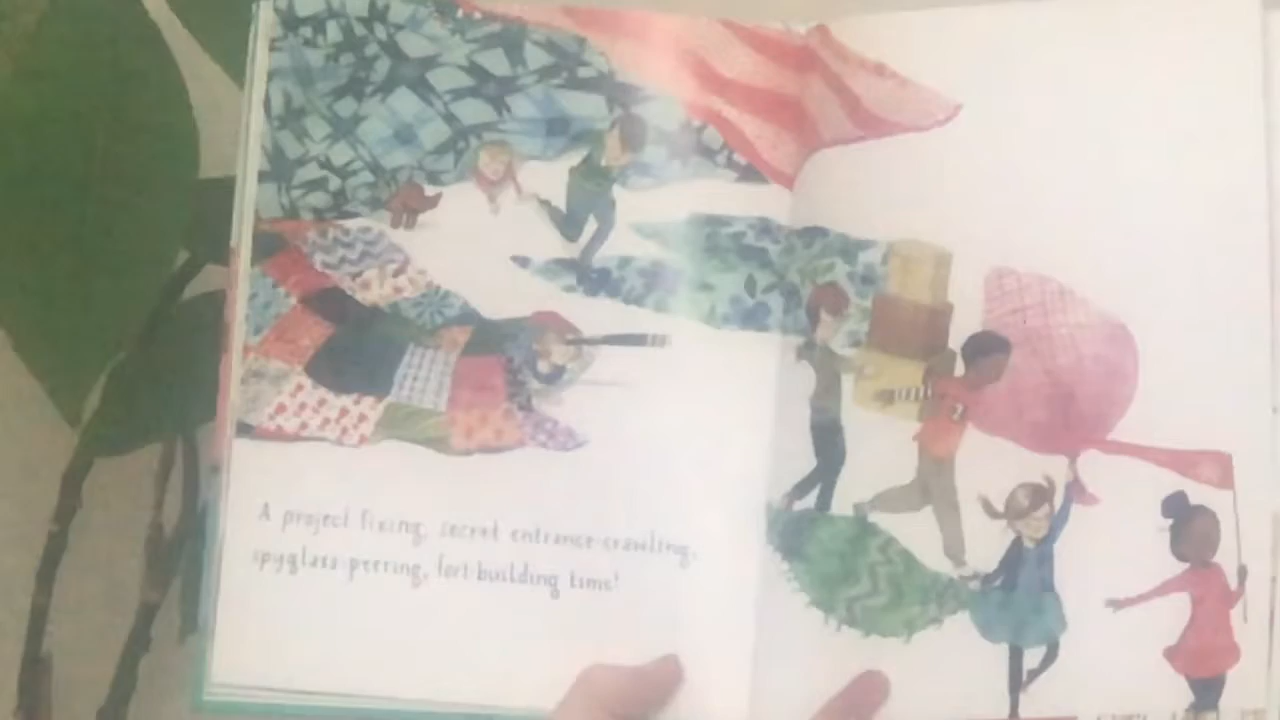 A project fixing, secret entrance-crawling,
spyglass-peering, fort-building time!